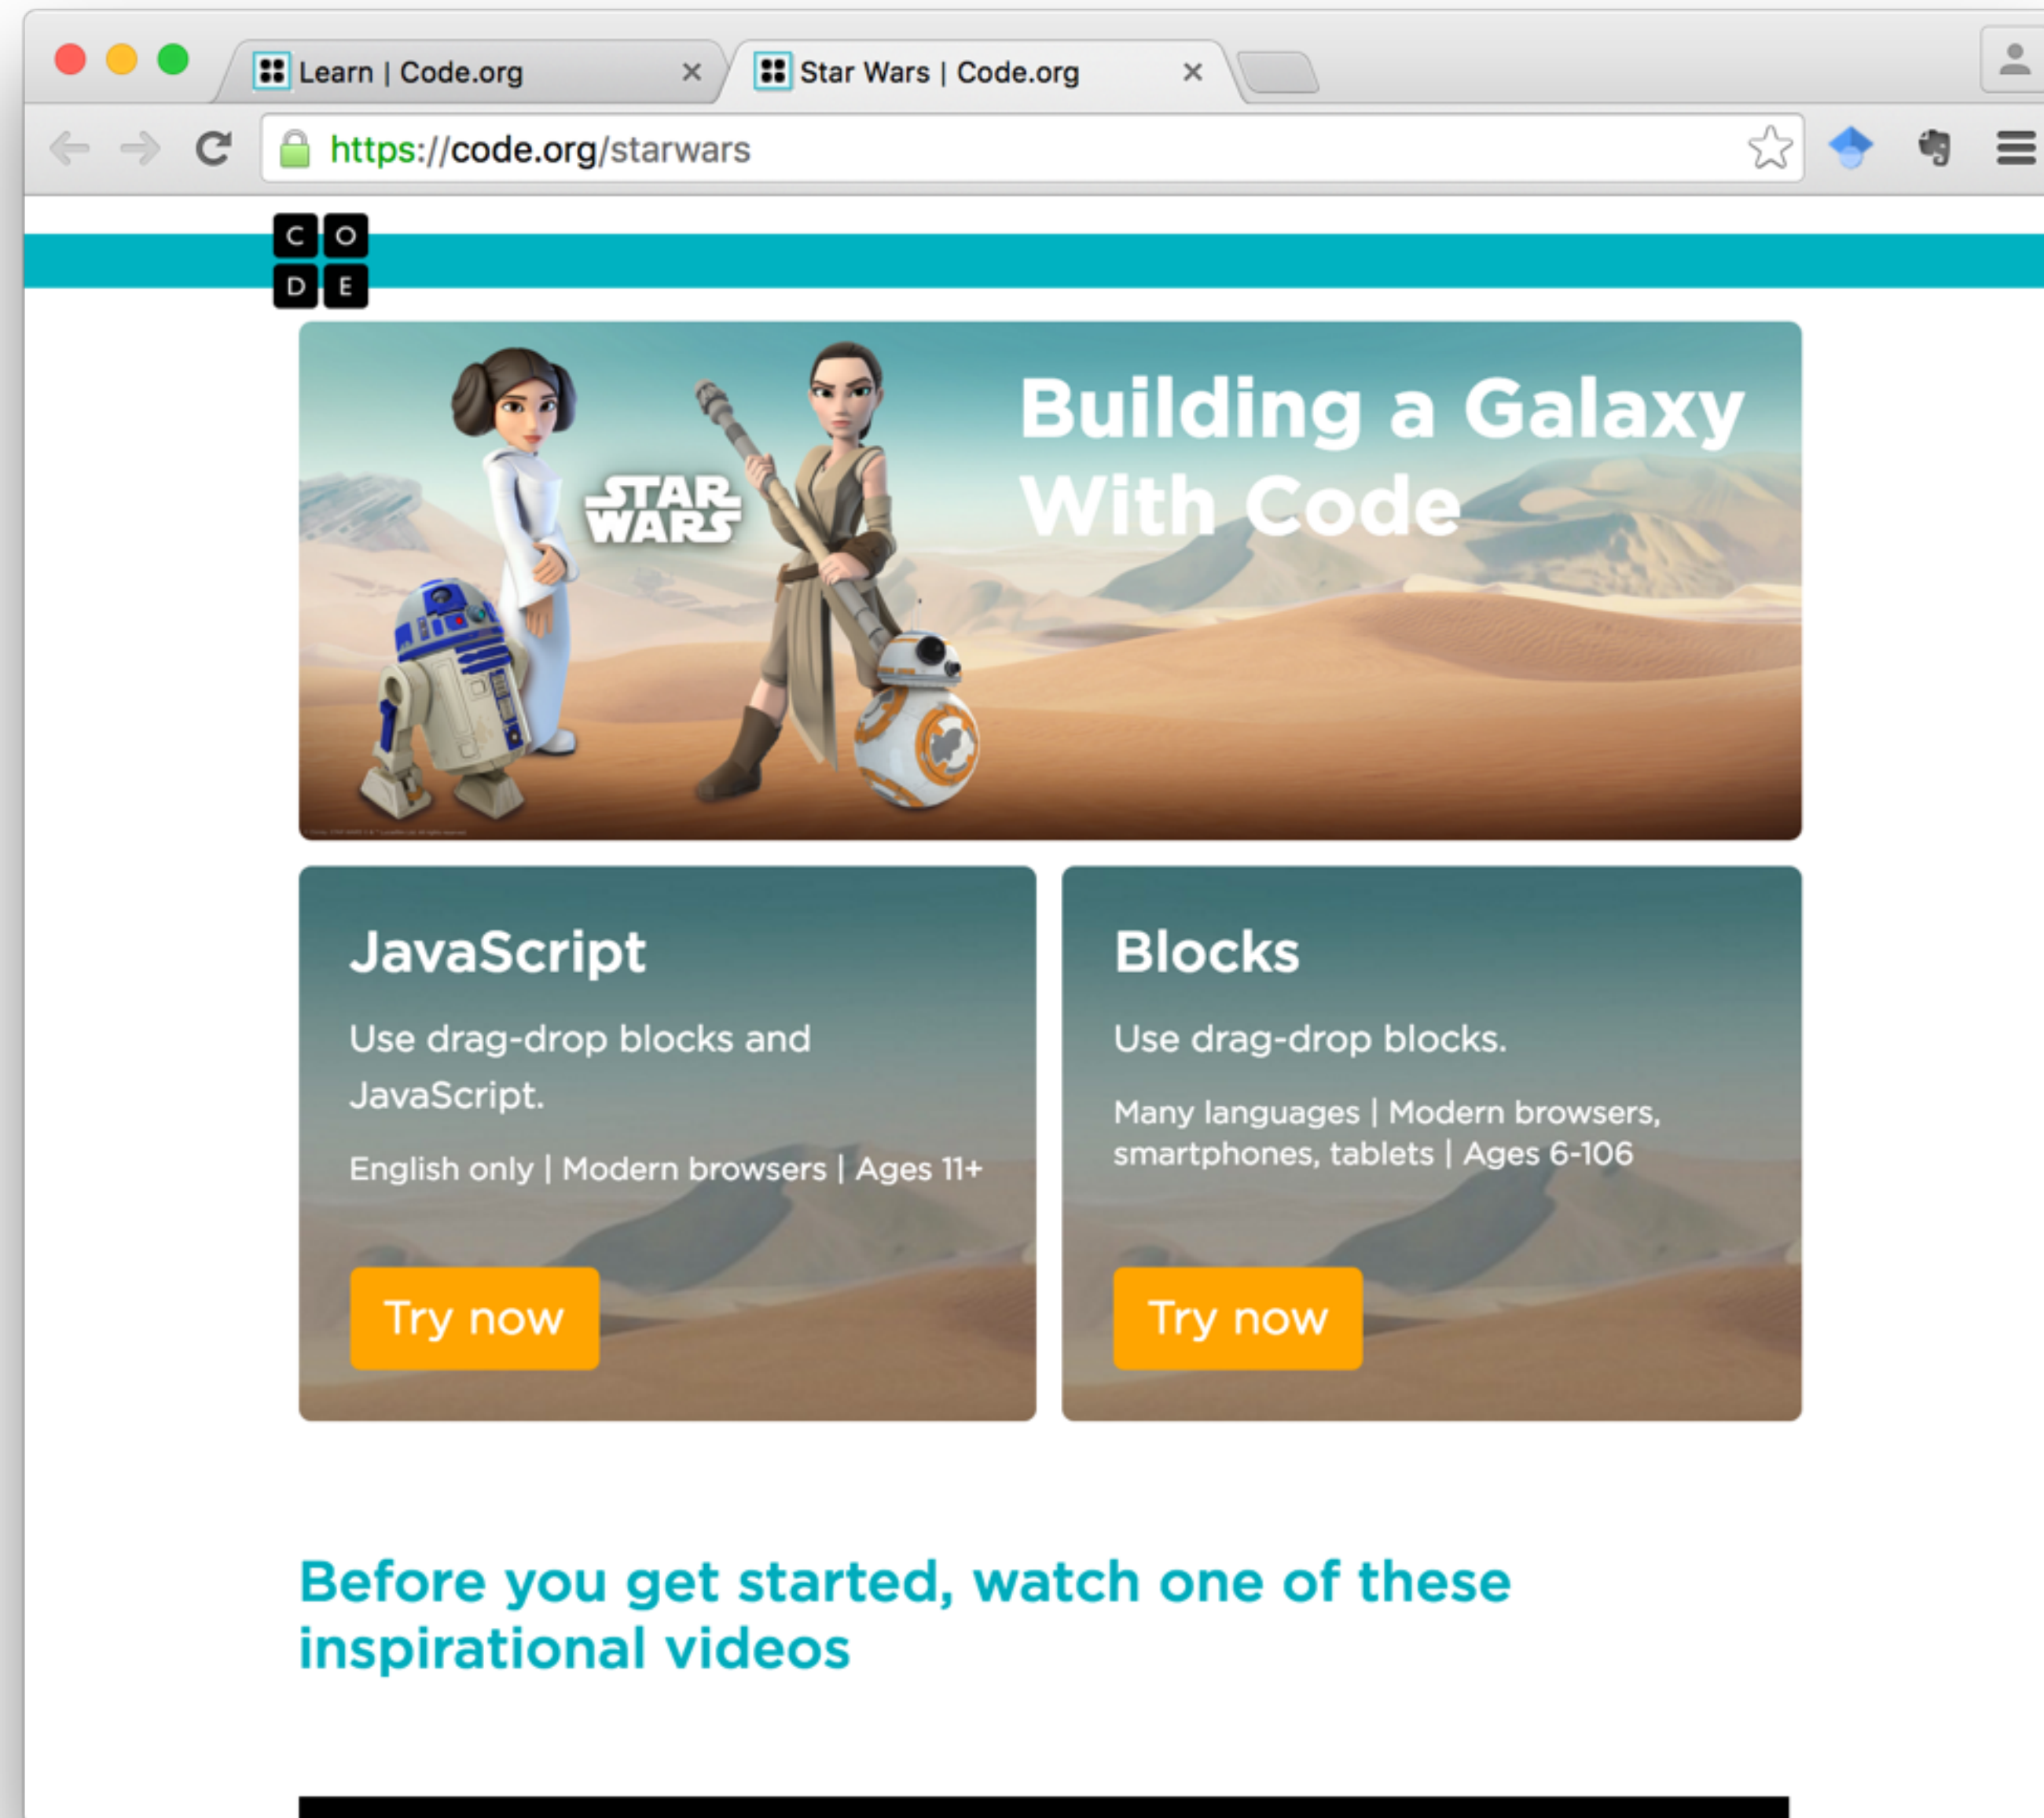 Learn | Code.org
Star Wars | Code.org
https://code.org/starwars
C O
D E
Building a Galaxy
With Code
STAR
WARS
JavaScript
Use drag-drop blocks and
JavaScript.
English only | Modern browsers | Ages 11+
Try now
Blocks
Use drag-drop blocks.
Many languages | Modern browsers,
smartphones, tablets | Ages 6-106
Try now
Before you get started, watch one of these
inspirational videos